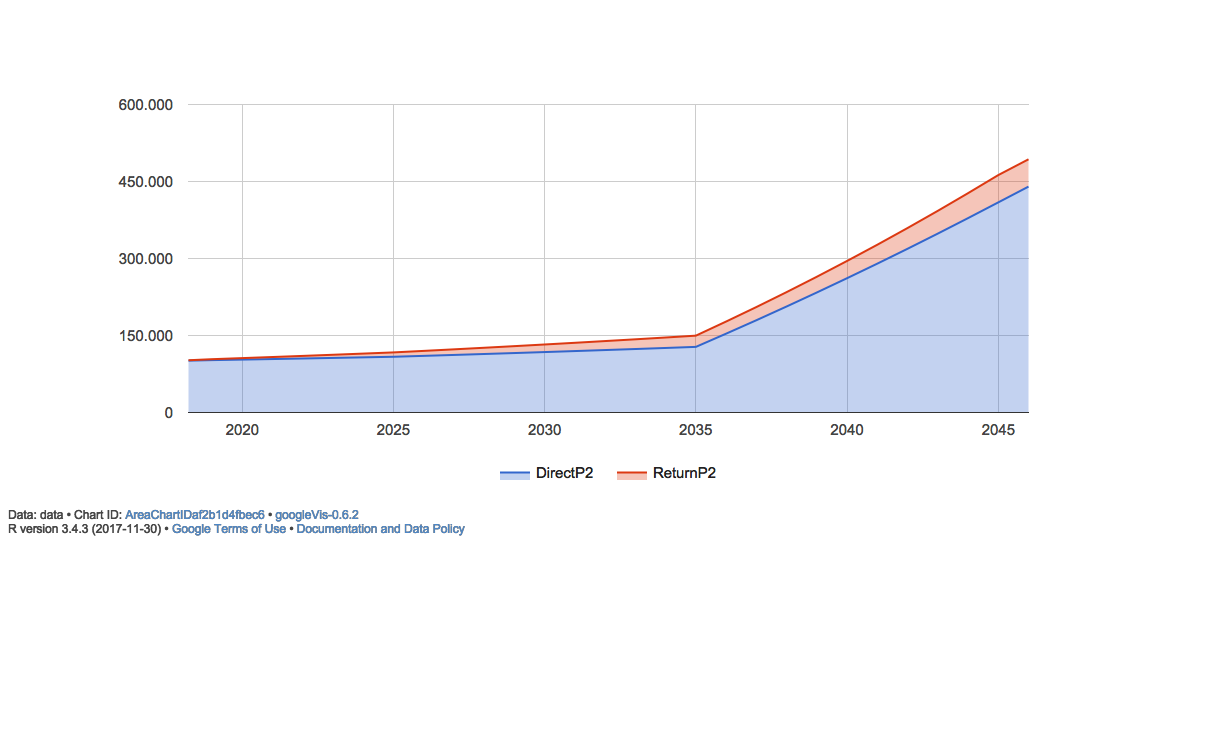 600.000
450.000
300.000
150.000
0
2020 2025 2030 2035 2040 2045
DirectP2 ReturnP2
Data: data • Chart ID: AreaChartIDaf2b1d4fbec6 • googleVis-0.6.2
R version 3.4.3 (2017-11-30) • Google Terms of Use • Documentation and Data Policy